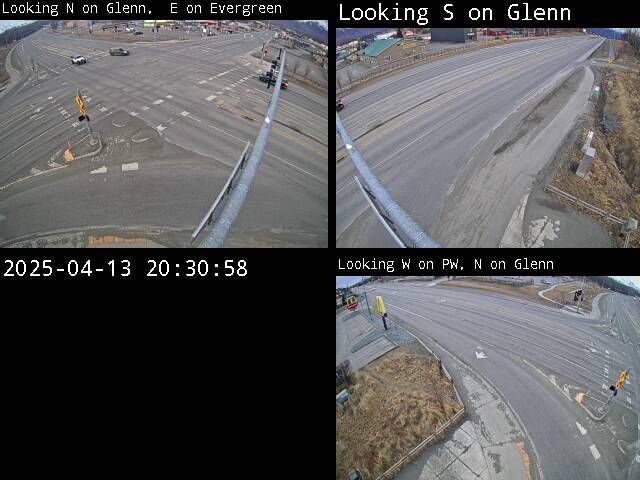 Looking N on Glenn,  E on Evergreen
Looking S on Glenn
2025-04-13 20:30:58
Looking W on PW, N on Glenn